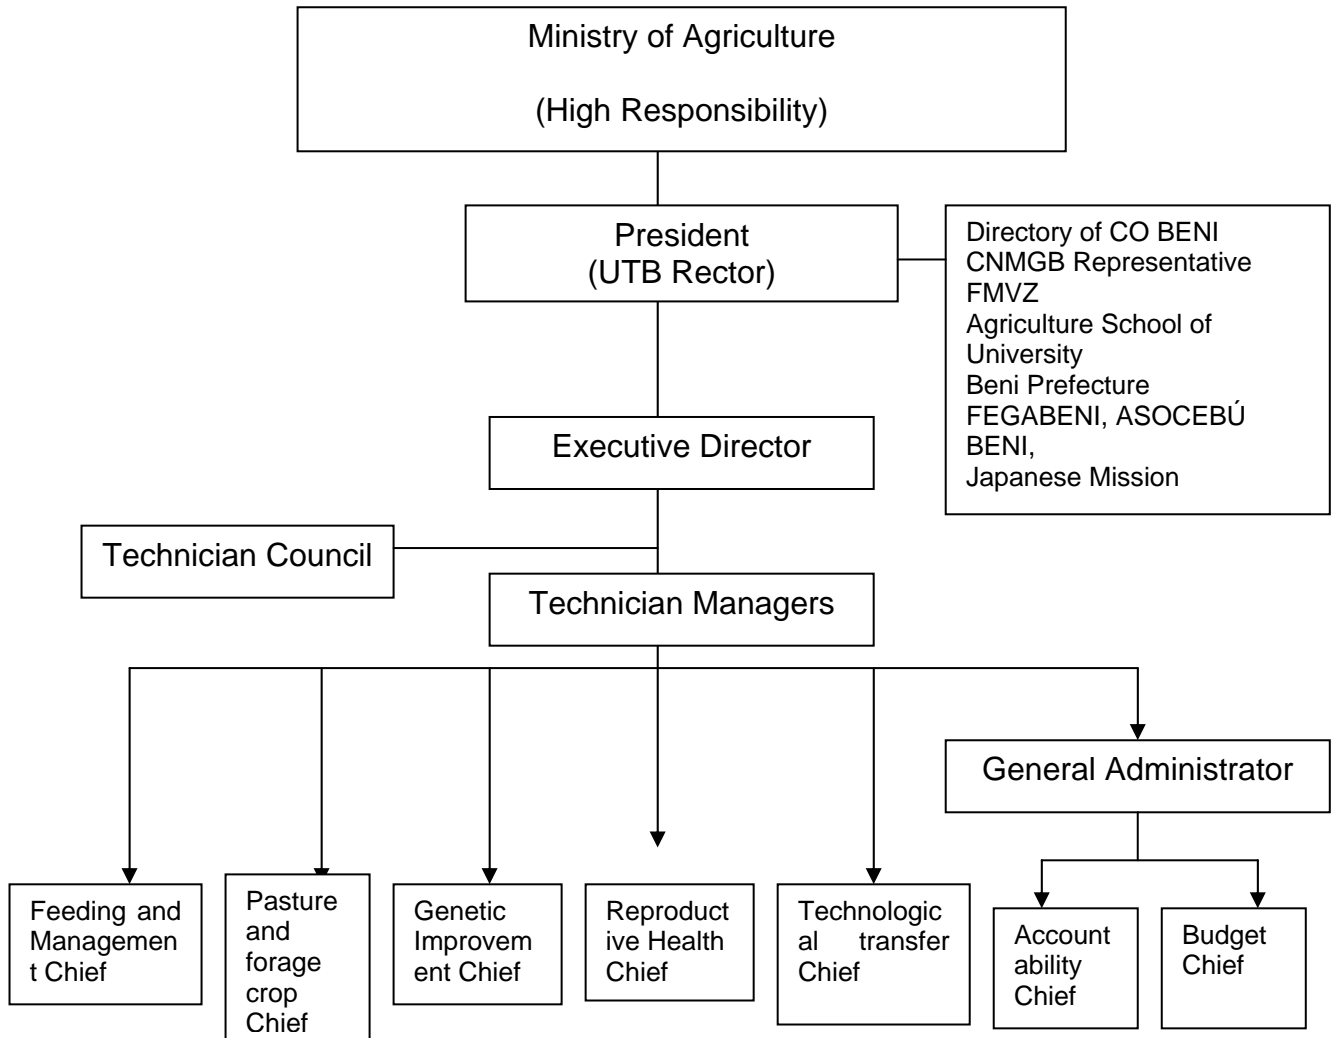 Ministry of Agriculture
(High Responsibility)
President
(UTB Rector)
Directory of CO BENI
CNMGB Representative
FMVZ
Agriculture School of
University
Beni Prefecture
FEGABENI, ASOCEBÚ
BENI,
Japanese Mission
Executive Director
Technician Council
Technician Managers
General Administrator
Feeding and
Managemen
t Chief
Pasture
and
forage
crop
Chief
Genetic
Improvem
ent Chief
Reproduct
ive Health
Chief
Technologic
al transfer
Chief
Account
ability
Chief
Budget
Chief